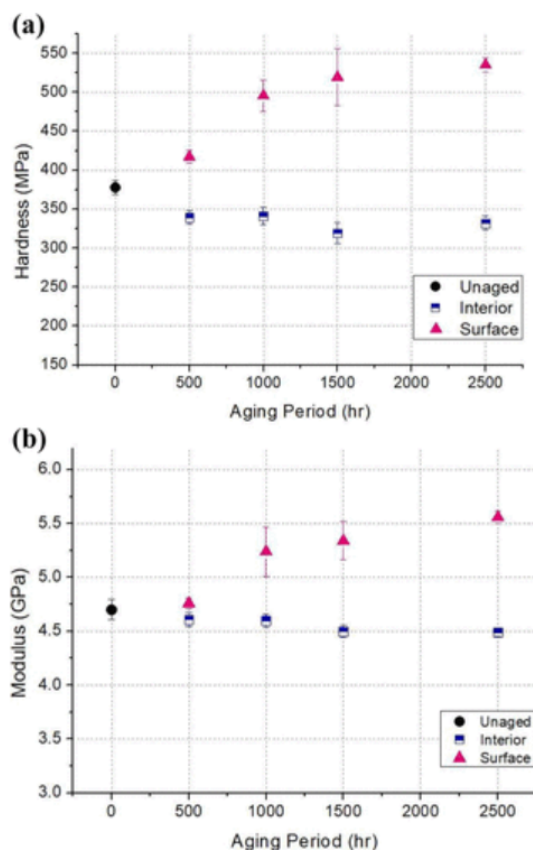 (a)
550
500
450
400
350
300
250
200
150
Hardness (MPa)
Unaged
Interior
Surface
0 500 1000 1500 2000 2500
Aging Period (hr)
(b)
6.0
5.5
5.0
4.5
4.0
3.5
3.0
Modulus (GPa)
Unaged
Interior
Surface
0 500 1000 1500 2000 2500
Aging Period (hr)